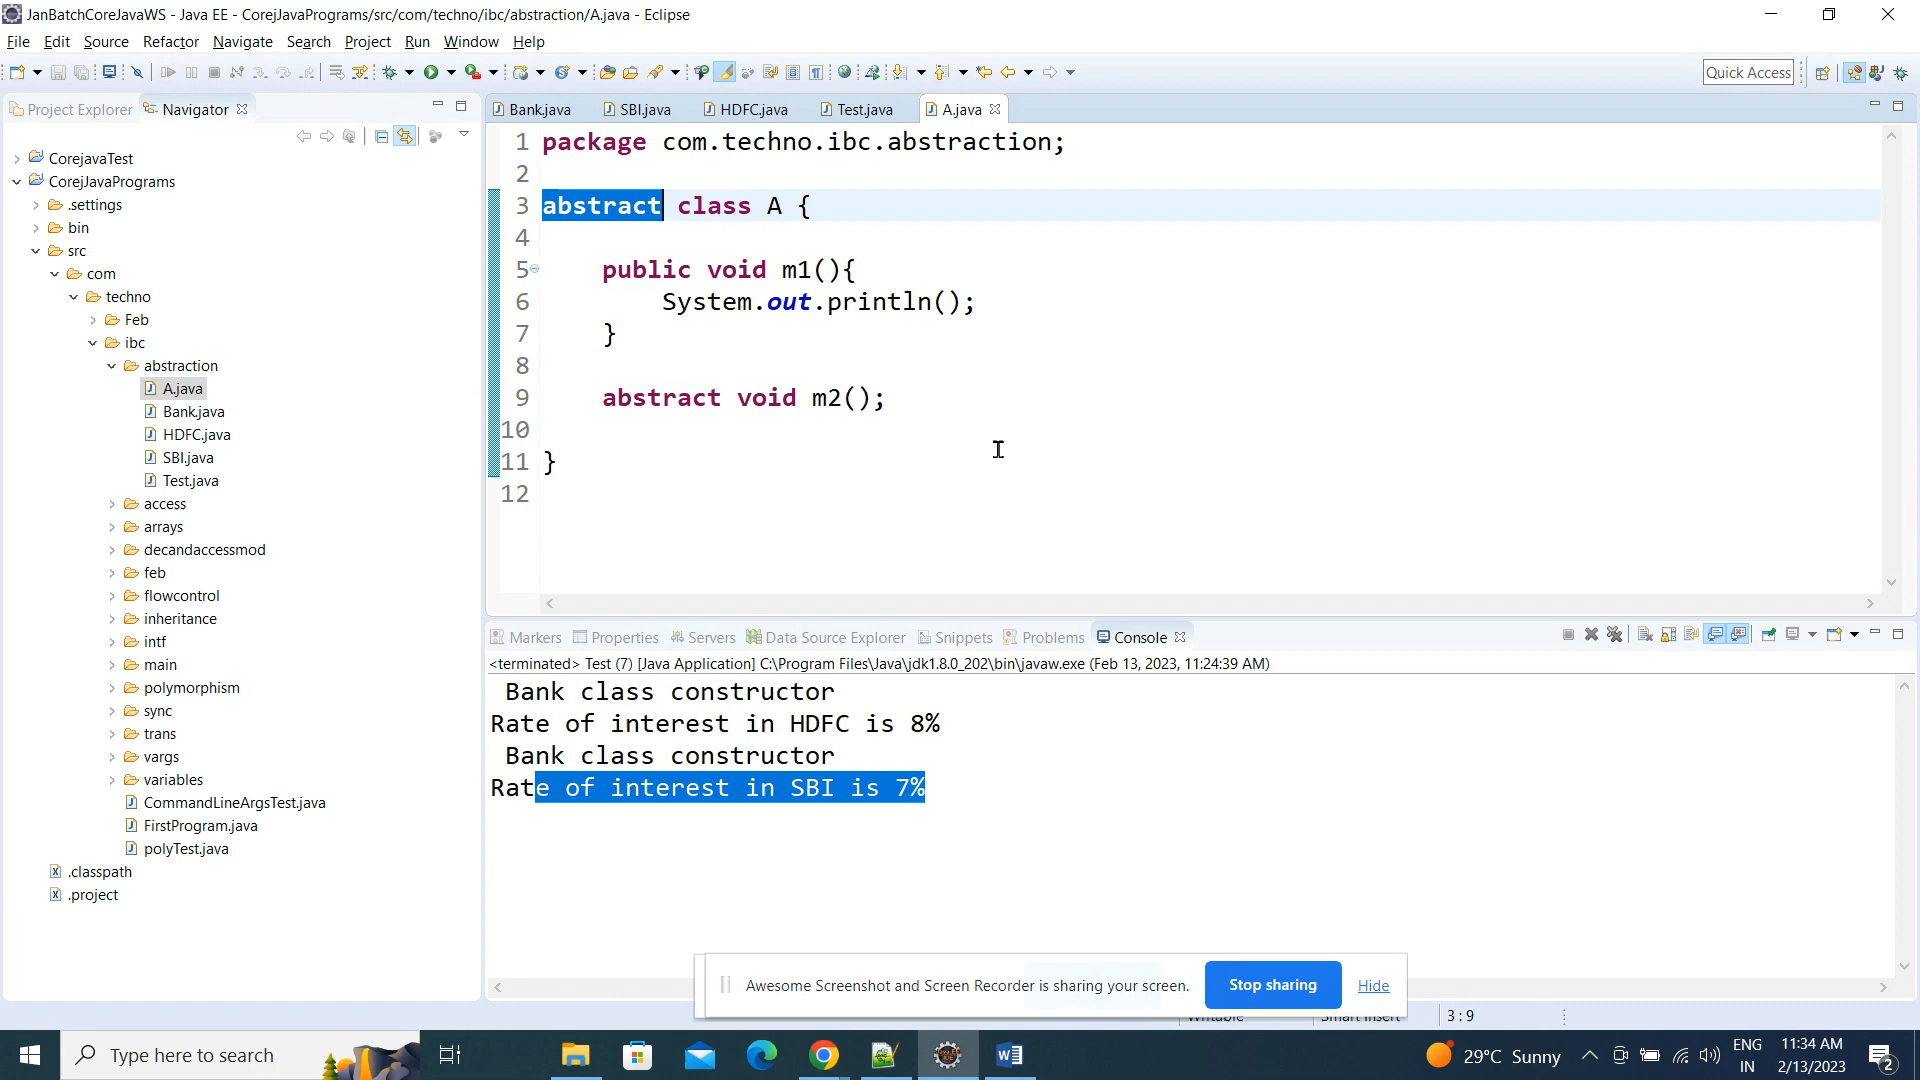 JanBatchCoreJavaWS - Java EE - CorejJavaPrograms/src/com/techno/ibc/abstraction/A.java - Eclipse
File Edit Source Refactor Navigate Search Project Run Window Help
Quick Access
Project Explorer Navigator
Bank.java SBI.java HDFC.java Test.java A.java
CorejavaTest
CorejJavaPrograms
.settings
bin
src
com
techno
Feb
ibc
abstraction
A.java
Bank.java
HDFC.java
SBI.java
Test.java
access
arrays
decandaccessmod
feb
flowcontrol
inheritance
intf
main
polymorphism
sync
trans
vargs
variables
CommandLineArgsTest.java
FirstProgram.java
polyTest.java
.classpath
.project
1 package com.techno.ibc.abstraction;
2
3 abstract class A {
4
5 public void m1(){
6 System.out.println();
7 }
8
9 abstract void m2();
10
11 }
12
Markers Properties Servers Data Source Explorer Snippets Problems Console
<terminated> Test (7) [Java Application] C:\Program Files\Java\jdk1.8.0_202\bin\javaw.exe (Feb 13, 2023, 11:24:39 AM)
Bank class constructor
Rate of interest in HDFC is 8%
Bank class constructor
Rate of interest in SBI is 7%
Awesome Screenshot and Screen Recorder is sharing your screen. Stop sharing Hide
Writable Smart Insert 3 : 9
Type here to search
29°C Sunny
ENG
IN
11:34 AM
2/13/2023
2